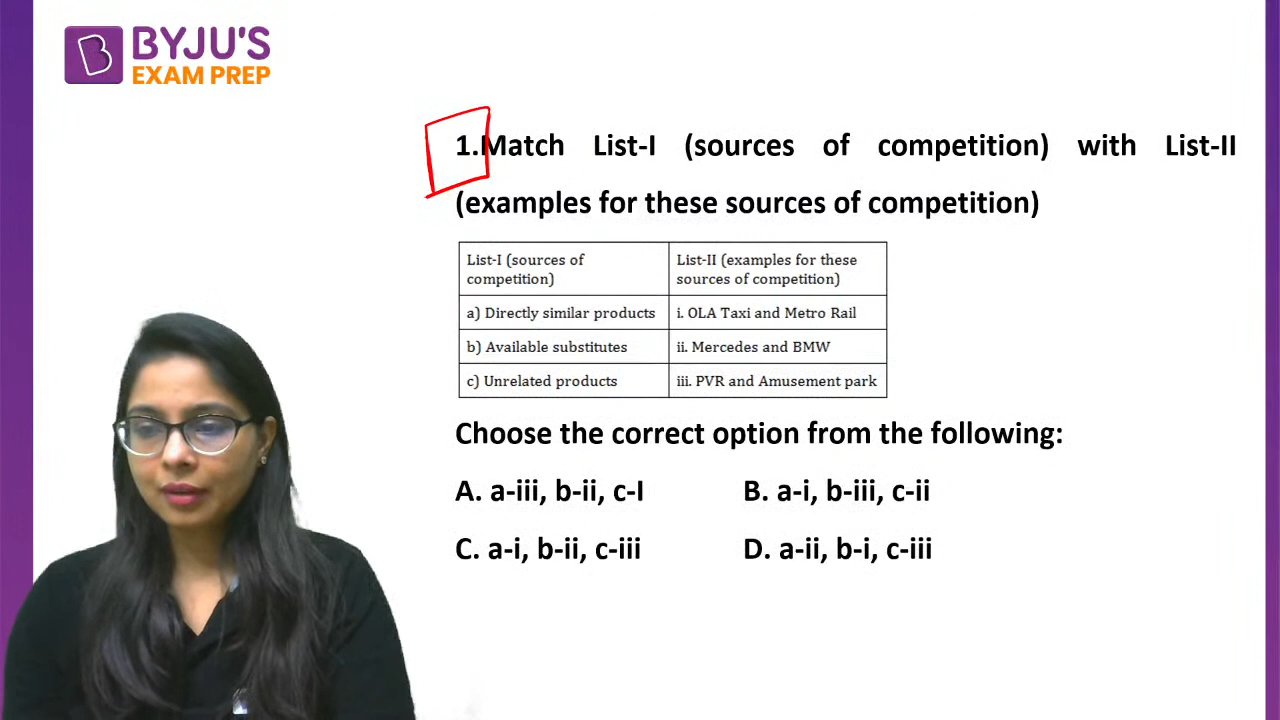 BYJU'S
EXAM PREP
1.Match List-I (sources of competition) with List-II
(examples for these sources of competition)
List-I (sources of
competition)
List-II (examples for these
sources of competition)
a) Directly similar products
i. OLA Taxi and Metro Rail
b) Available substitutes
ii. Mercedes and BMW
c) Unrelated products
iii. PVR and Amusement park
Choose the correct option from the following:
A. a-iii, b-ii, c-I
B. a-i, b-iii, c-ii
C. a-i, b-ii, c-iii
D. a-ii, b-i, c-iii